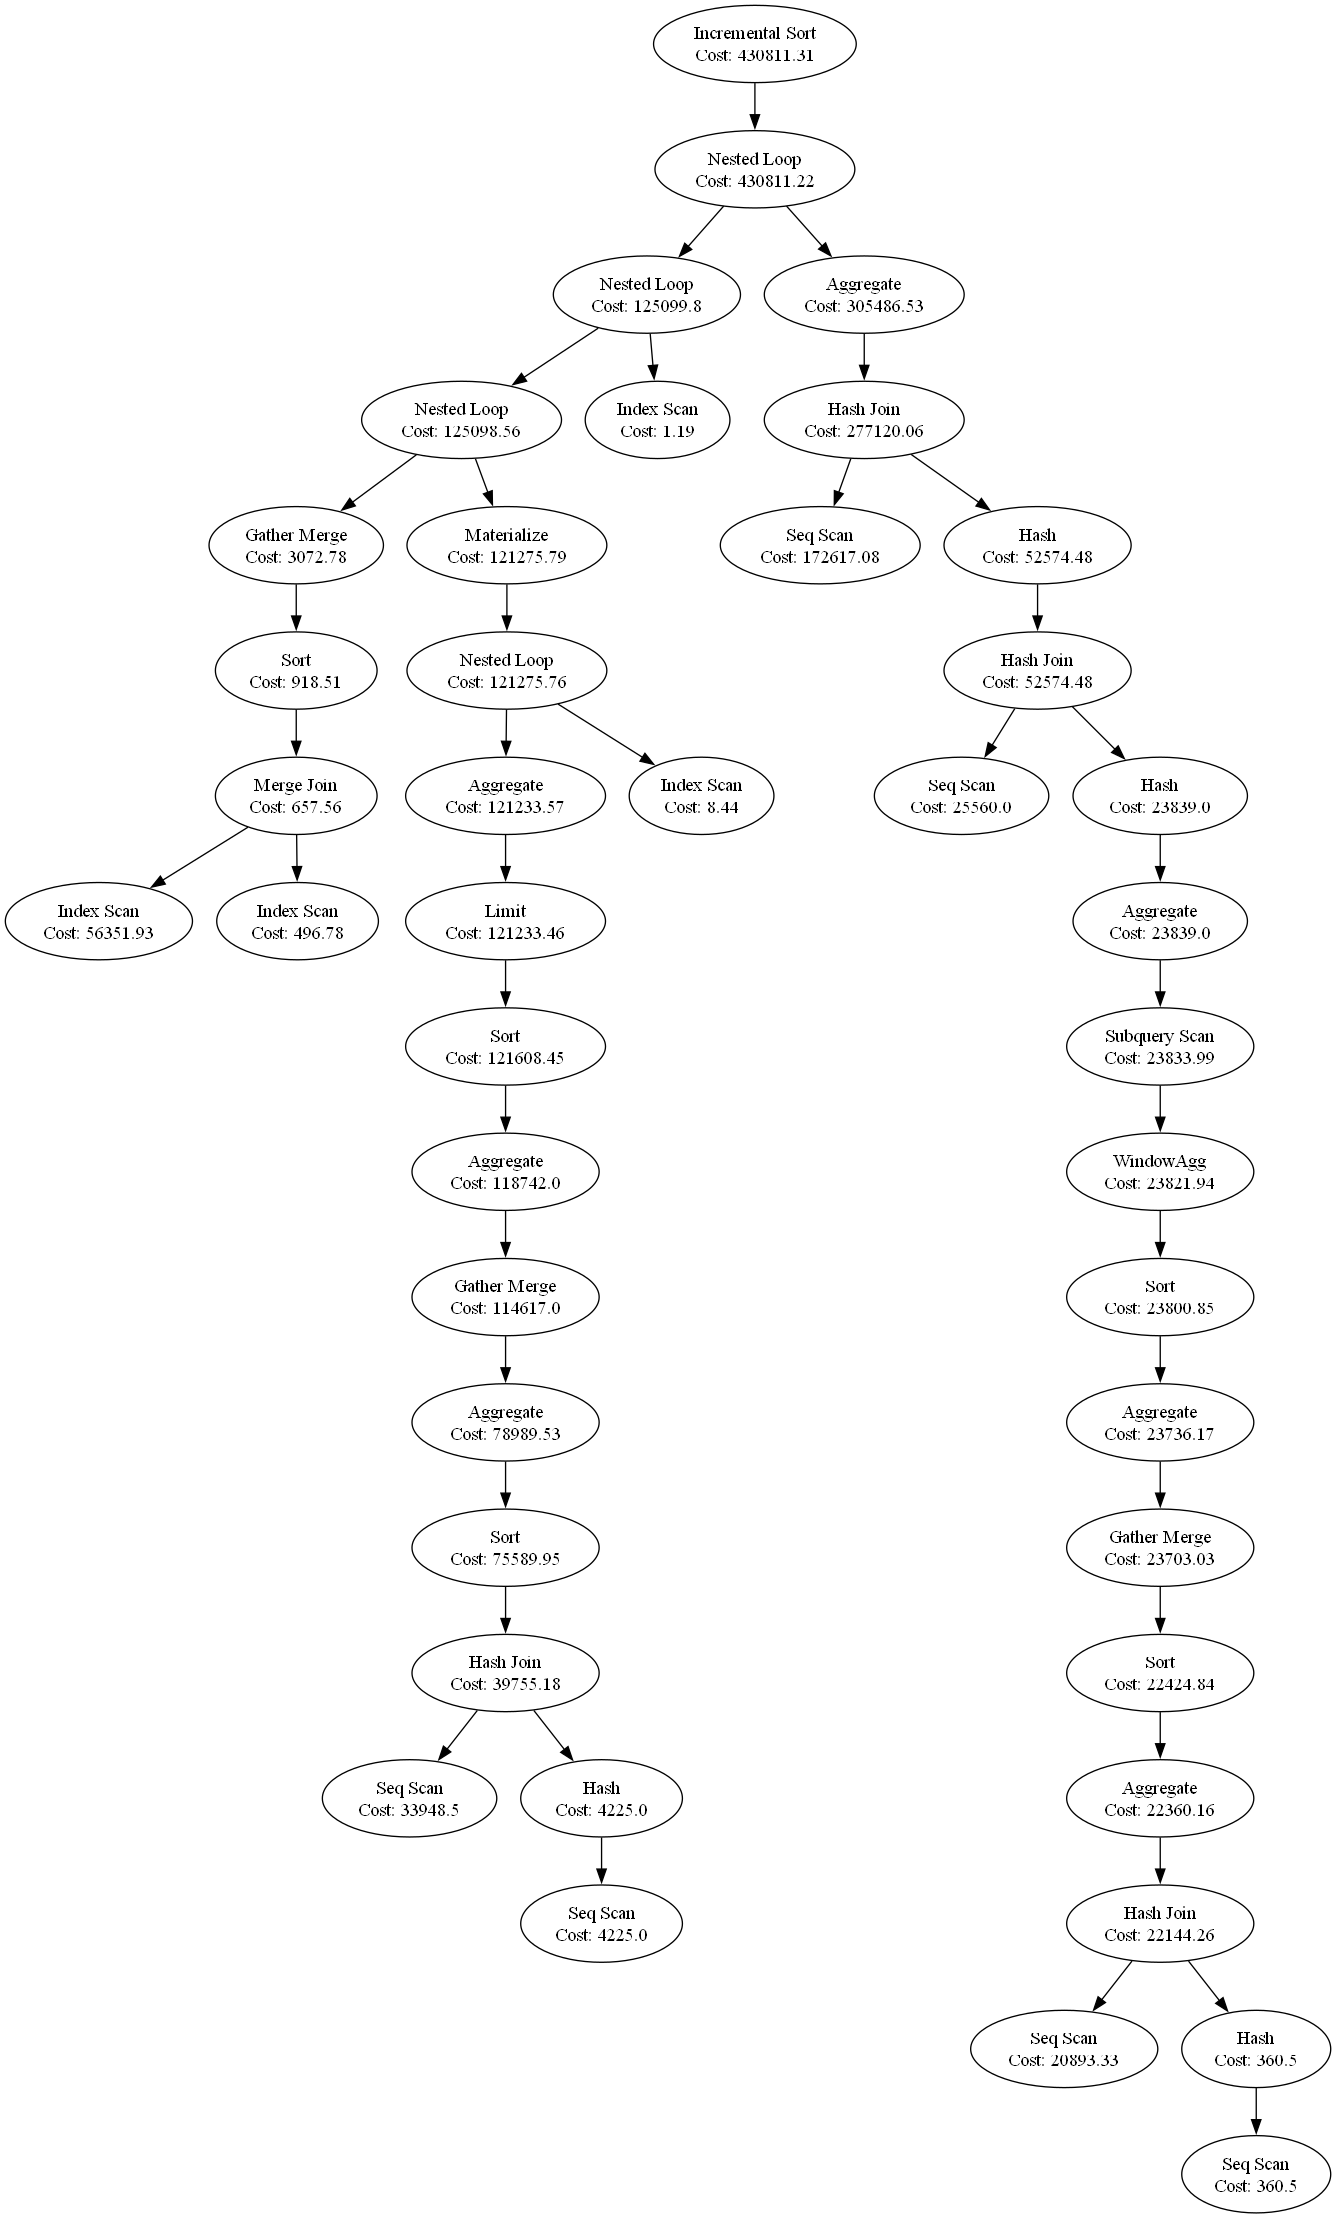 Incremental Sort
Cost: 430811.31
Nested Loop
Cost: 430811.22
Nested Loop
Cost: 125099.8
Aggregate
Cost: 305486.53
Nested Loop
Cost: 125098.56
Index Scan
Cost: 1.19
Hash Join
Cost: 277120.06
Gather Merge
Cost: 3072.78
Materialize
Cost: 121275.79
Seq Scan
Cost: 172617.08
Hash
Cost: 52574.48
Sort
Cost: 918.51
Nested Loop
Cost: 121275.76
Hash Join
Cost: 52574.48
Merge Join
Cost: 657.56
Aggregate
Cost: 121233.57
Index Scan
Cost: 8.44
Seq Scan
Cost: 25560.0
Hash
Cost: 23839.0
Index Scan
Cost: 56351.93
Index Scan
Cost: 496.78
Limit
Cost: 121233.46
Aggregate
Cost: 23839.0
Sort
Cost: 121608.45
Subquery Scan
Cost: 23833.99
Aggregate
Cost: 118742.0
WindowAgg
Cost: 23821.94
Gather Merge
Cost: 114617.0
Sort
Cost: 23800.85
Aggregate
Cost: 78989.53
Aggregate
Cost: 23736.17
Sort
Cost: 75589.95
Gather Merge
Cost: 23703.03
Hash Join
Cost: 39755.18
Sort
Cost: 22424.84
Seq Scan
Cost: 33948.5
Hash
Cost: 4225.0
Aggregate
Cost: 22360.16
Seq Scan
Cost: 4225.0
Hash Join
Cost: 22144.26
Seq Scan
Cost: 20893.33
Hash
Cost: 360.5
Seq Scan
Cost: 360.5